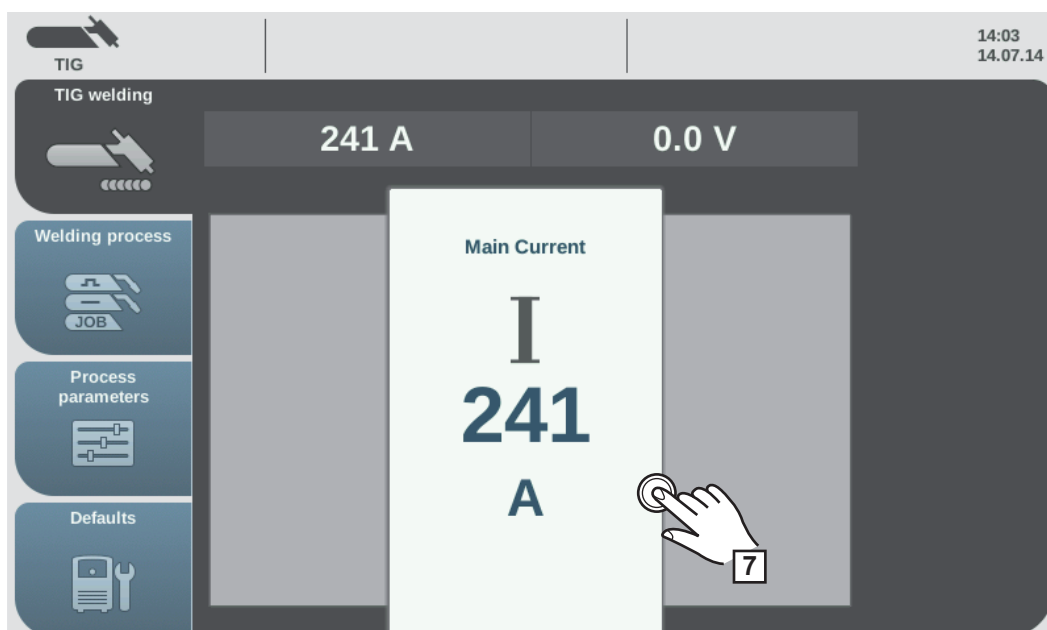 TIG
14:03
14.07.14
TIG welding
241 A
0.0 V
Welding process
JOB
Process
parameters
Defaults
Main Current
I
241
A
7